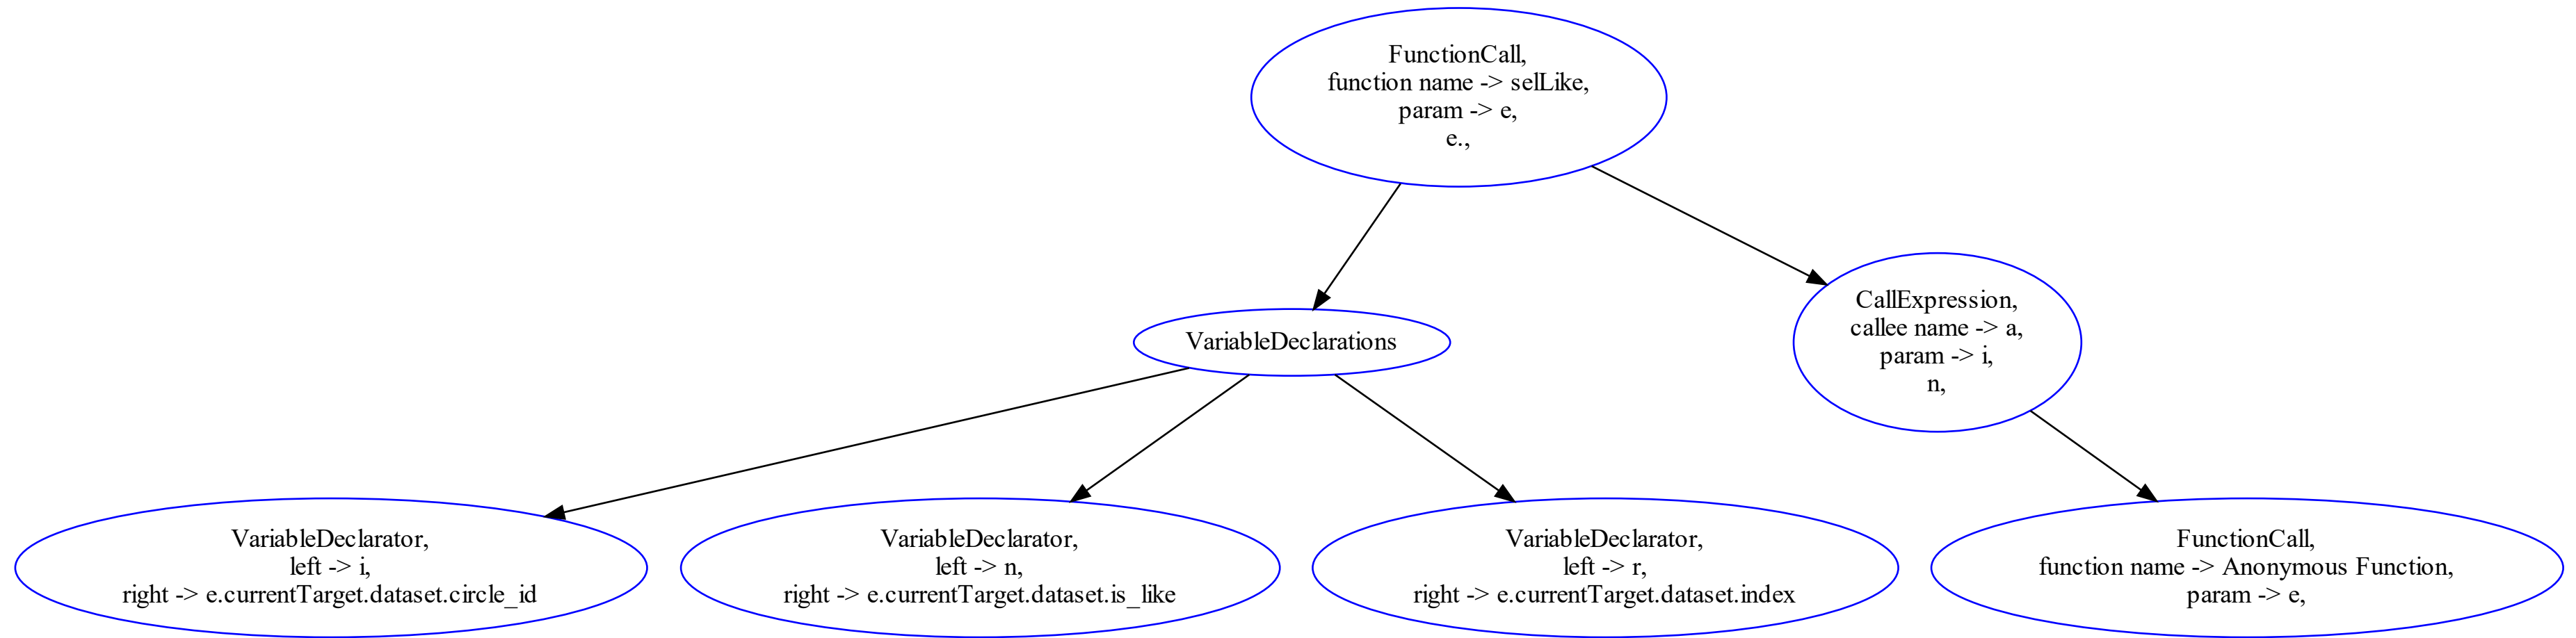 FunctionCall,
function name -> selLike,
param -> e,
e.,
VariableDeclarations
CallExpression,
callee name -> a,
param -> i,
n,
VariableDeclarator,
left -> i,
right -> e.currentTarget.dataset.circle_id
VariableDeclarator,
left -> n,
right -> e.currentTarget.dataset.is_like
VariableDeclarator,
left -> r,
right -> e.currentTarget.dataset.index
FunctionCall,
function name -> Anonymous Function,
param -> e,